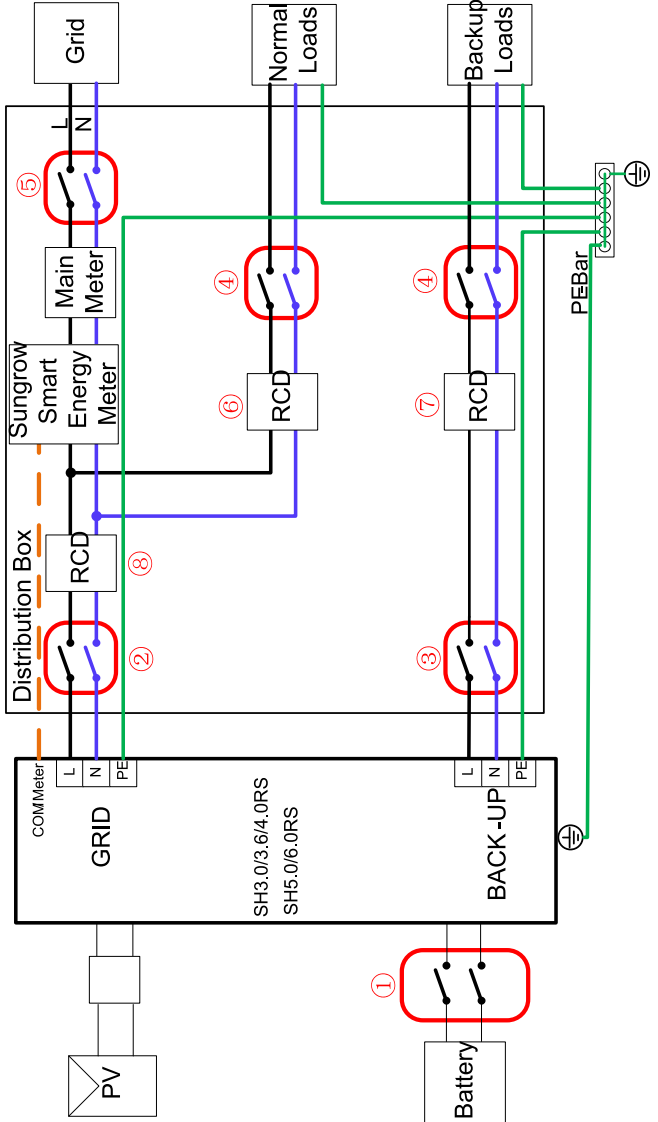 Grid
Normal
Loads
Backup
Loads
L
N
⑤
Main
Meter
④
④
PE Bar
Sungrow
Smart
Energy
Meter
⑥
RCD
⑦
RCD
Distribution Box
RCD
⑧
②
③
COM Meter
L
N
PE
L
N
PE
GRID
SH3.0/3.6/4.0RS
SH5.0/6.0RS
BACK-UP
①
PV
Battery